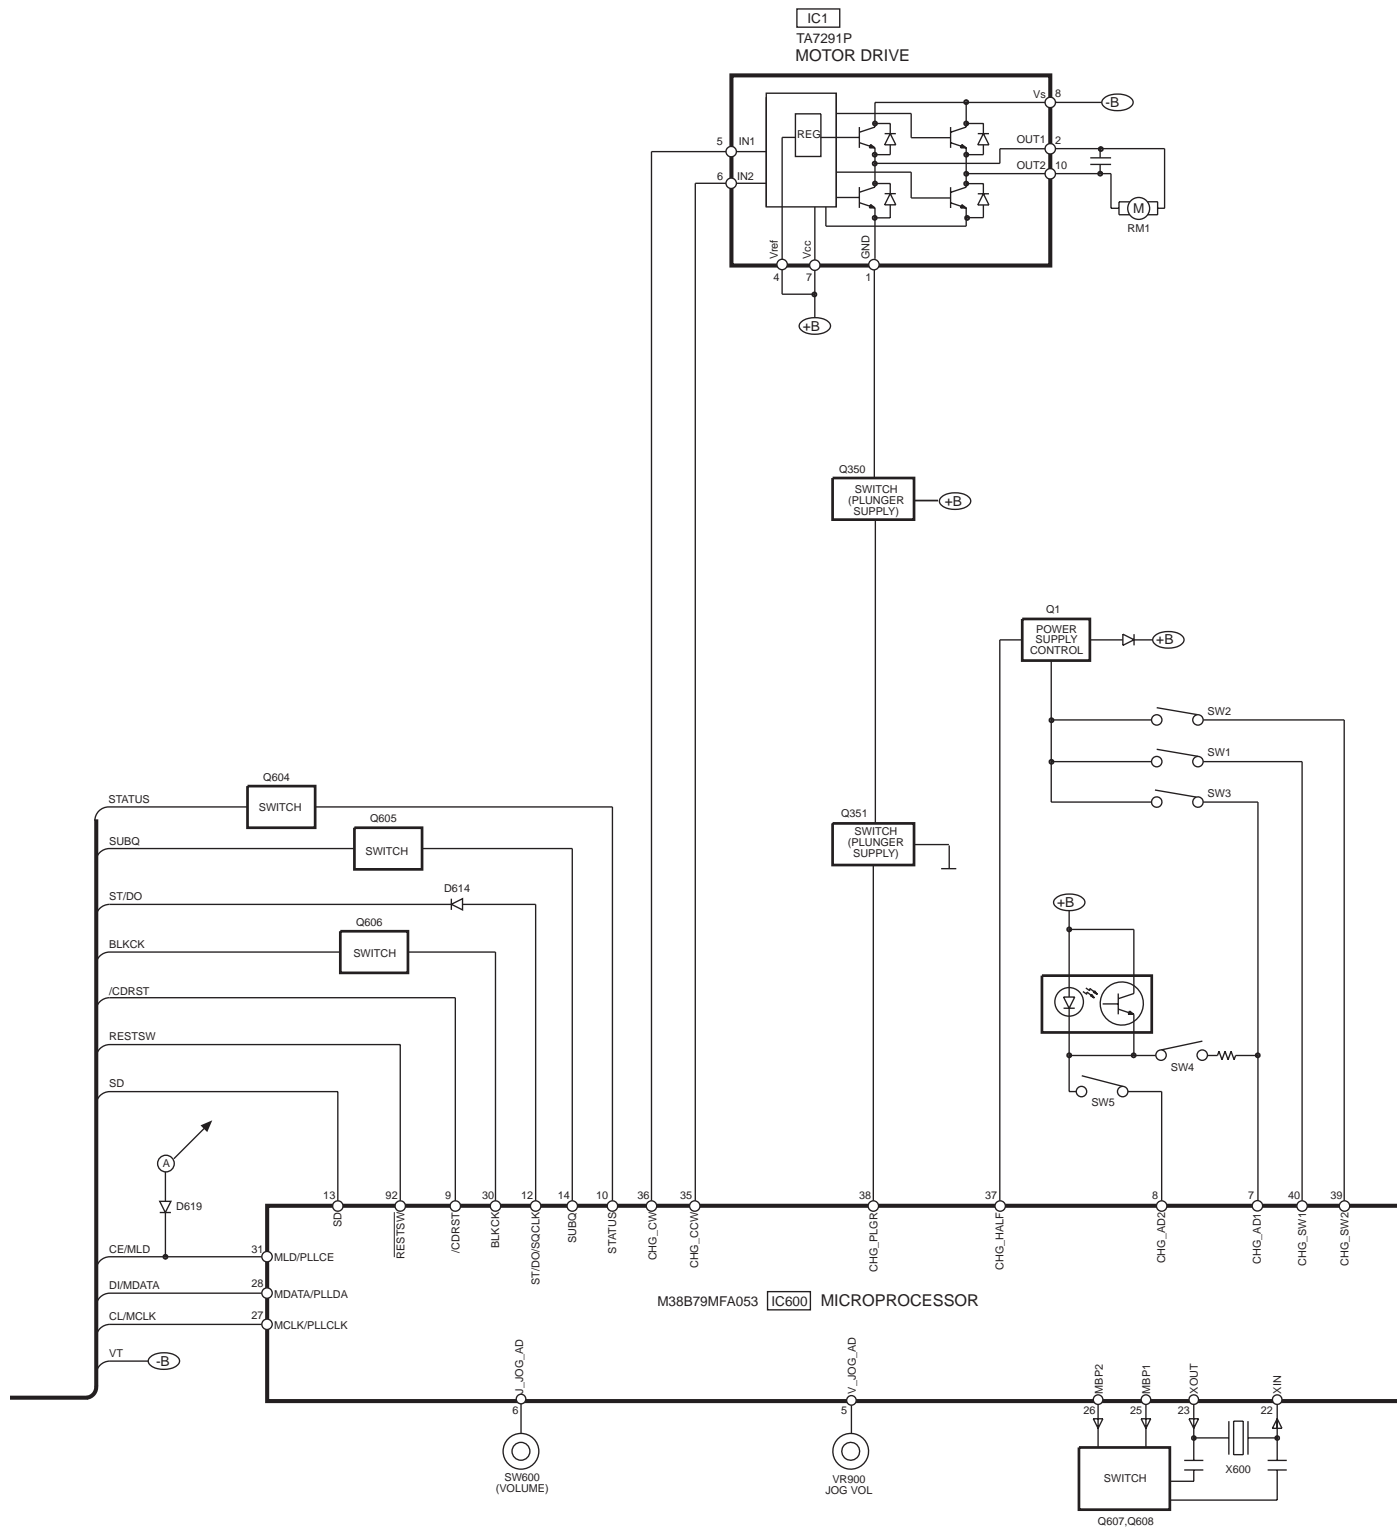 IC1
TA7291P
MOTOR DRIVE
Vs 8
-B
REG
5 IN1
OUT1 2
6 IN2
OUT2 10
M
RM1
Vref
Vcc
GND
4
7
1
+B
Q350
SWITCH
(PLUNGER
SUPPLY)
+B
Q1
POWER
SUPPLY
CONTROL
+B
SW2
SW1
SW3
Q604
STATUS
SWITCH
Q605
SUBQ
SWITCH
Q351
SWITCH
(PLUNGER
SUPPLY)
ST/DO
D614
+B
Q606
BLKCK
SWITCH
/CDRST
RESTSW
SW4
SD
SW5
A
D619
13
92
9
30
12
14
10
36
35
38
37
8
7
40
39
SD
RESTSW
/CDRST
BLKCK
ST/DO/SQCLK
SUBQ
STATUS
CHG_CW
CHG_CCW
CHG_PLGR
CHG_HALF
CHG_AD2
CHG_AD1
CHG_SW1
CHG_SW2
CE/MLD
31
MLD/PLLCE
DI/MDATA
28
MDATA/PLLDA
M38B79MFA053 IC600 MICROPROCESSOR
CL/MCLK
27
MCLK/PLLCLK
VT
-B
J_JOG_AD
V_JOG_AD
MBP2
MBP1
XOUT
XIN
6
5
26
25
23
22
SW600
(VOLUME)
VR900
JOG VOL
SWITCH
X600
Q607,Q608